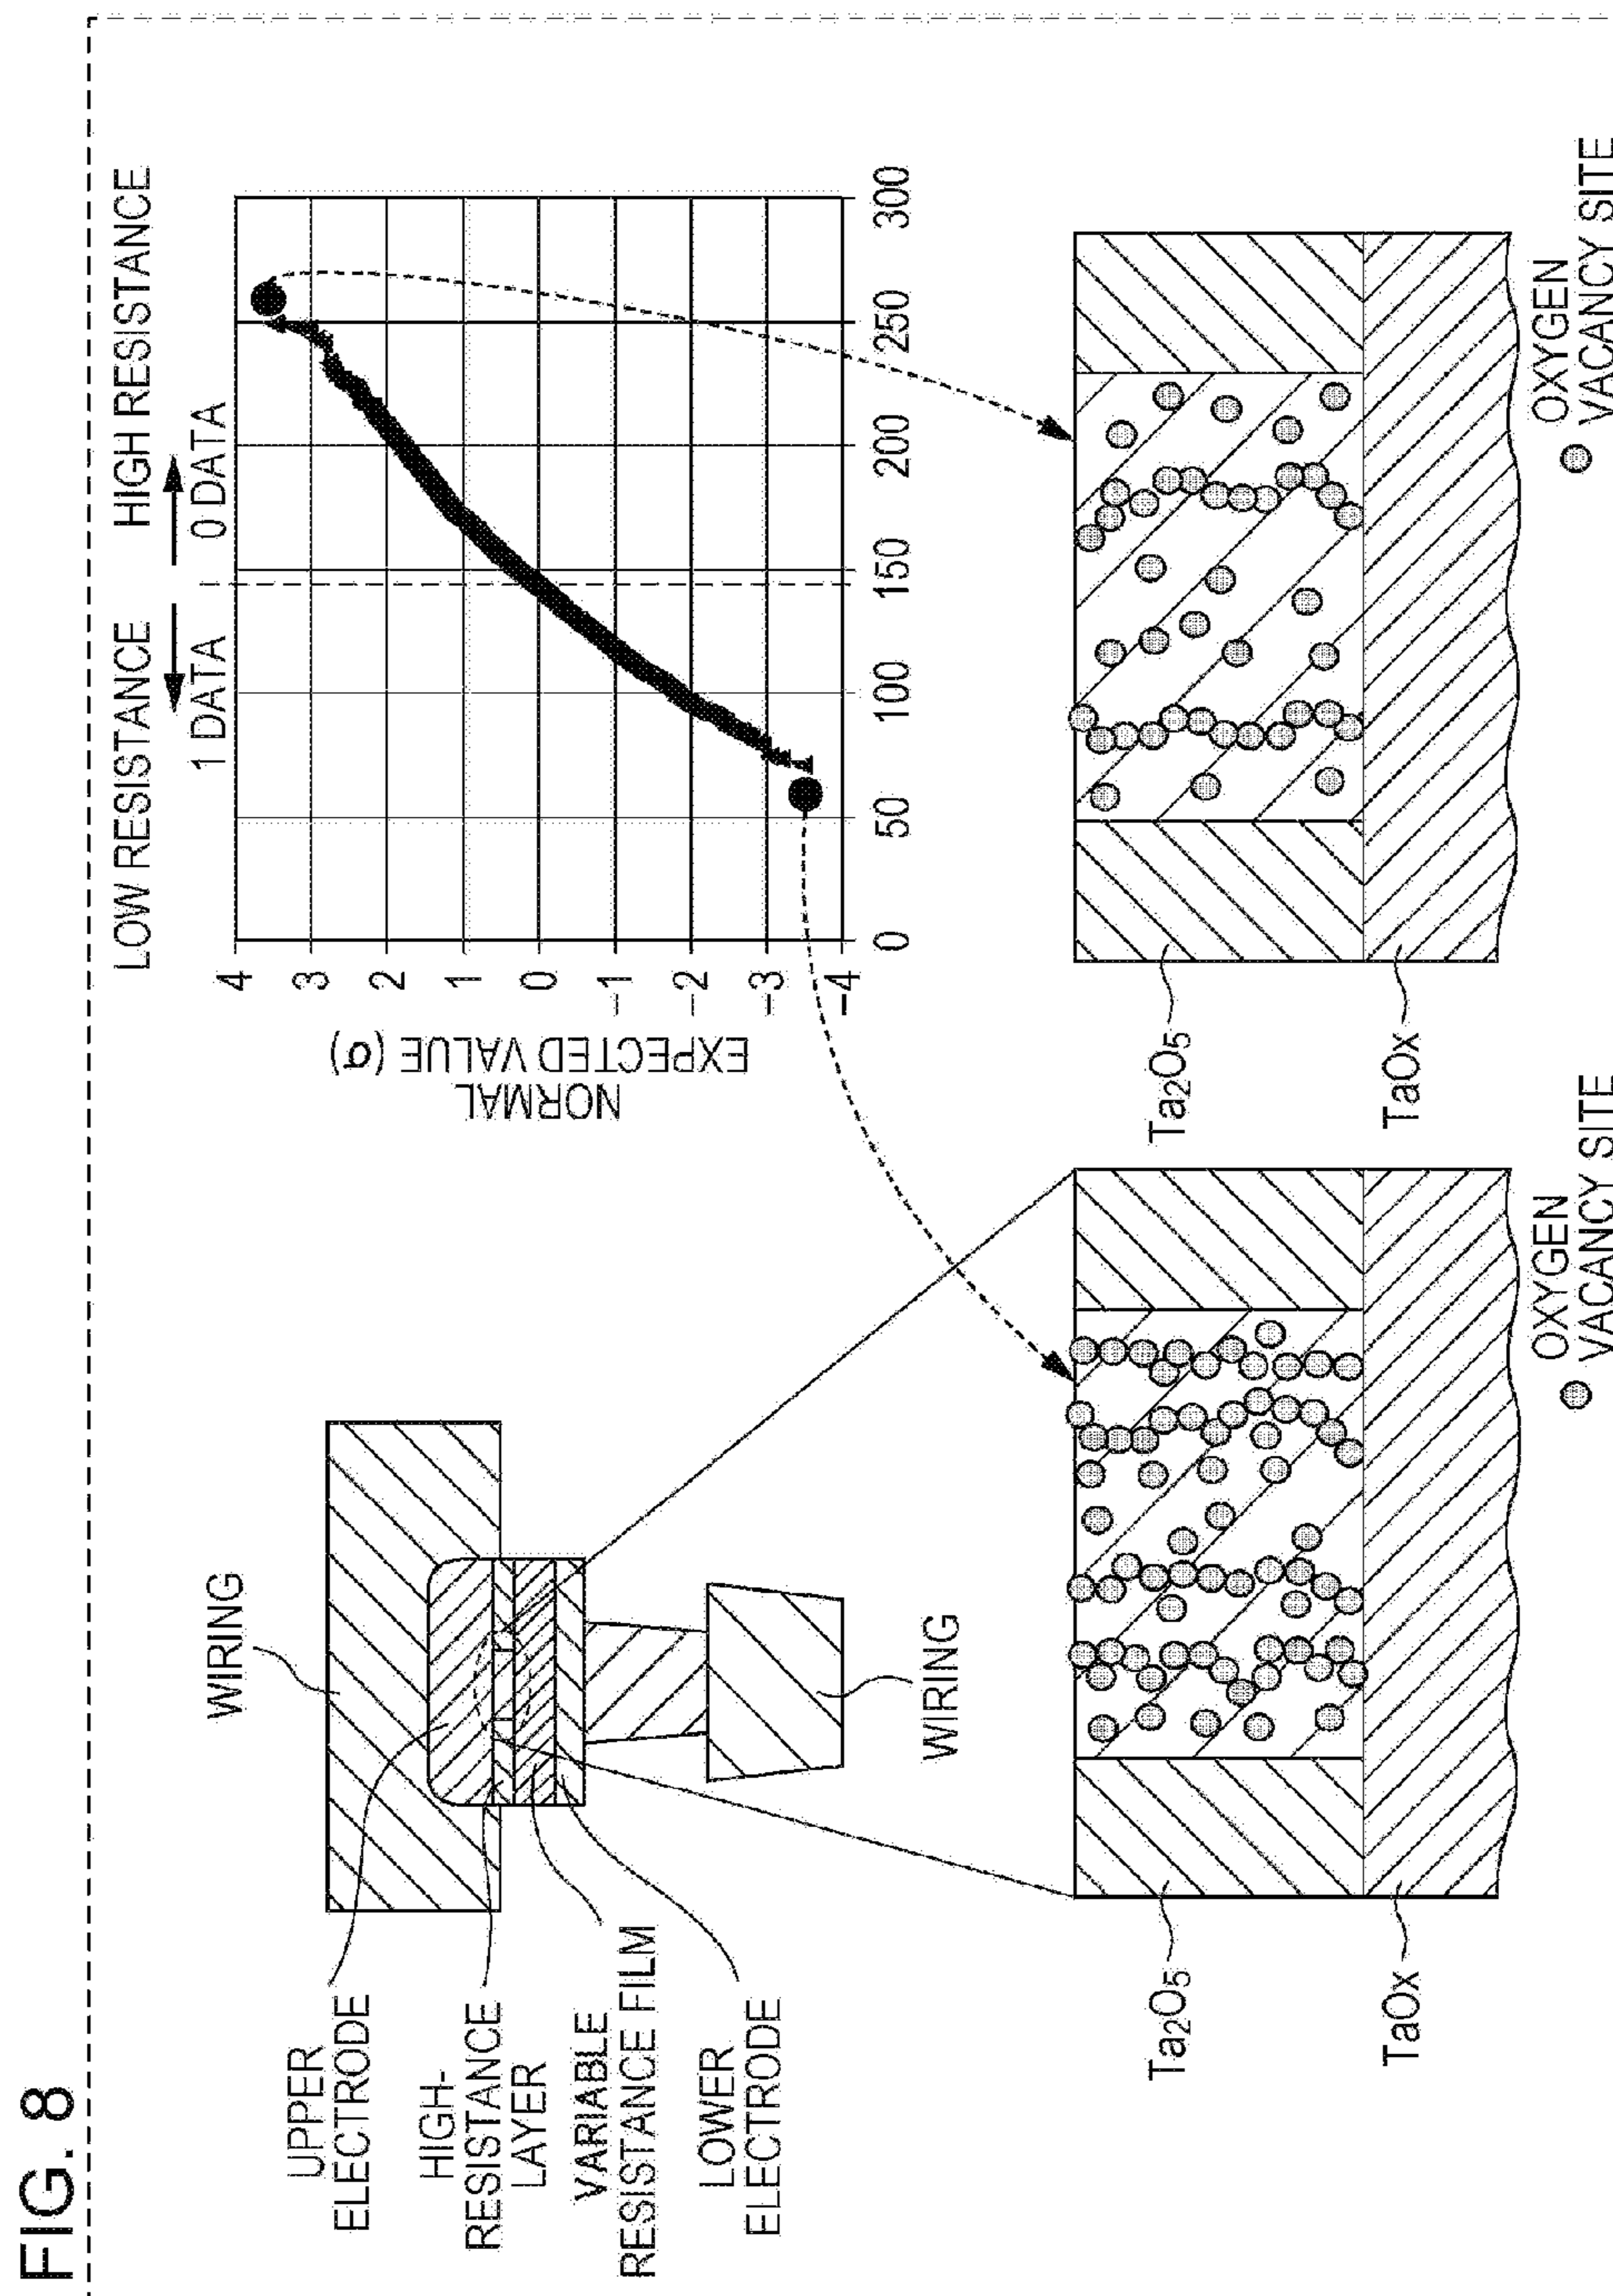 FIG. 8
WIRING
UPPER
ELECTRODE
HIGH-
RESISTANCE
LAYER
VARIABLE
RESISTANCE FILM
LOWER
ELECTRODE
WIRING
LOW RESISTANCE
HIGH RESISTANCE
1 DATA
0 DATA
NORMAL
EXPECTED VALUE (σ)
4
3
2
1
0
-1
-2
-3
-4
0
50
100
150
200
250
300
Ta2O5
TaOx
OXYGEN
VACANCY SITE
Ta2O5
TaOx
OXYGEN
VACANCY SITE